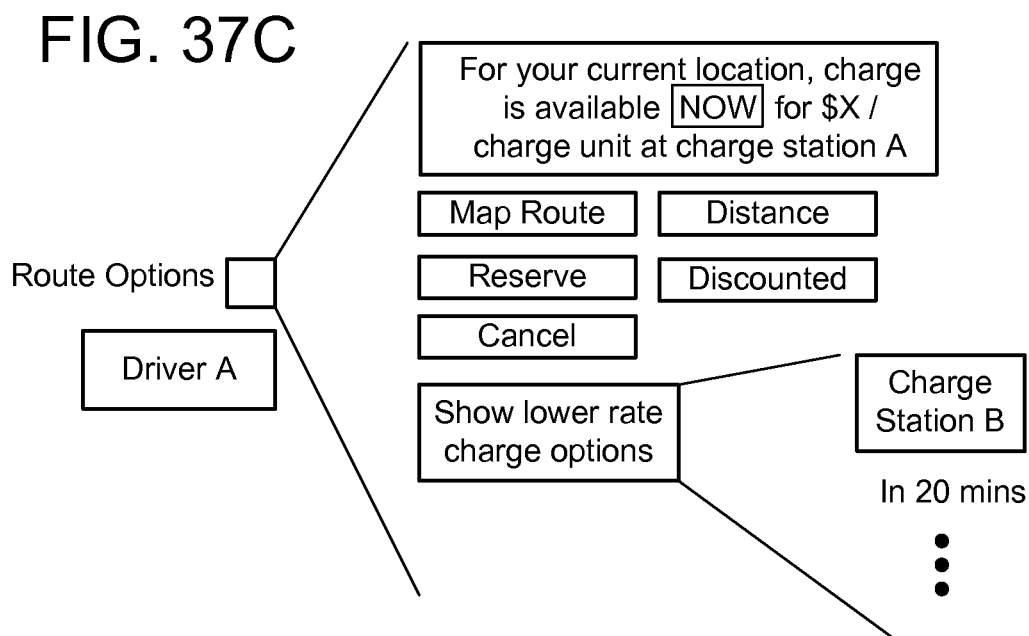 FIG. 37C
For your current location, charge
is available NOW for $X /
charge unit at charge station A
Map Route
Distance
Route Options
Reserve
Discounted
Cancel
Driver A
Show lower rate
charge options
Charge
Station B
In 20 mins